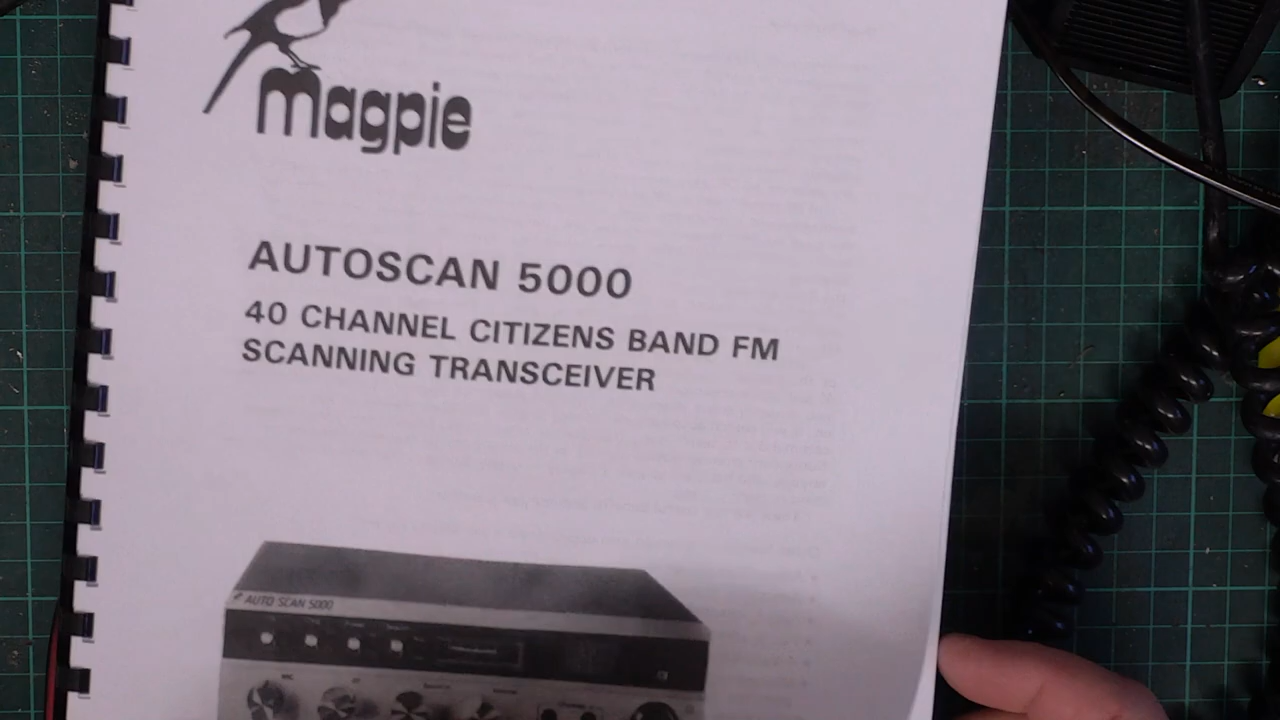 Magpie
AUTOSCAN 5000
40 CHANNEL CITIZENS BAND FM
SCANNING TRANSCEIVER
AUTO SCAN 5000